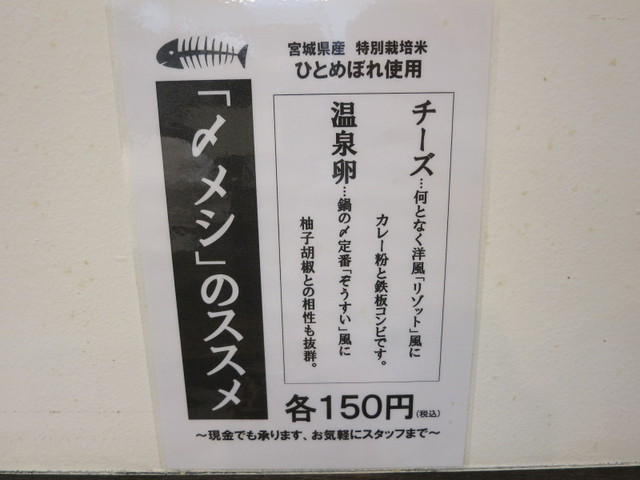 宮城県産 特別栽培米
ひとめぼれ使用
「〆メシ」のススメ
チーズ…何となく洋風「リゾット」風に
カレー粉と鉄板コンビです。
温泉卵…鍋の〆定番「ぞうすい」風に
柚子胡椒との相性も抜群。
各150円(税込)
～現金でも承ります、お気軽にスタッフまで～